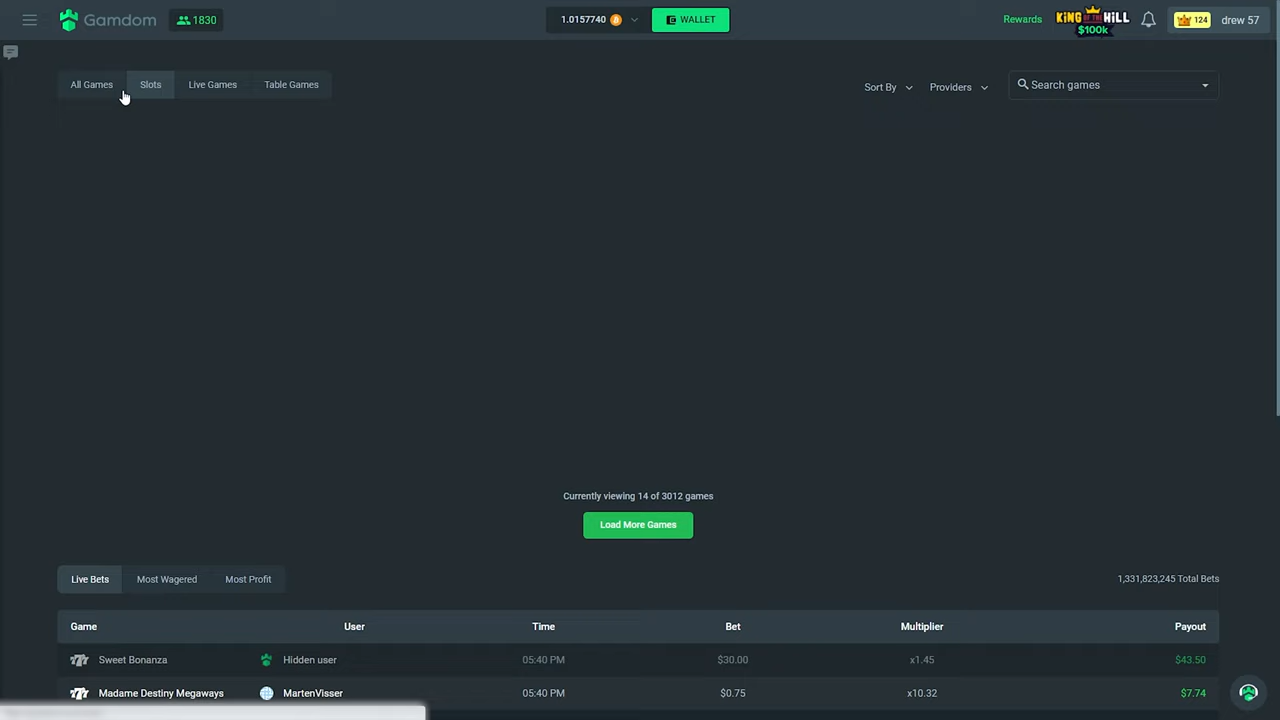 Gamdom
1830
1.0157740
WALLET
Rewards
KING OF THE HILL
$100k
124
drew 57
All Games
Slots
Live Games
Table Games
Sort By
Providers
Search games
Currently viewing 14 of 3012 games
Load More Games
Live Bets
Most Wagered
Most Profit
1,331,823,245 Total Bets
Game User Time Bet Multiplier Payout
Sweet Bonanza Hidden user 05:40 PM $30.00 x1.45 $43.50
Madame Destiny Megaways MartenVisser 05:40 PM $0.75 x10.32 $7.74